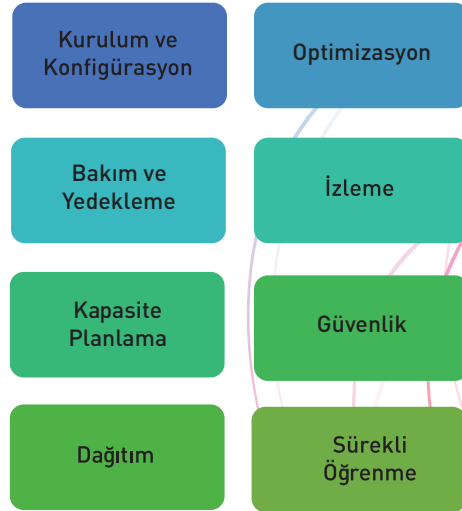 Kurulum ve
Konfigürasyon
Optimizasyon
Bakım ve
Yedekleme
İzleme
Kapasite
Planlama
Güvenlik
Dağıtım
Sürekli
Öğrenme